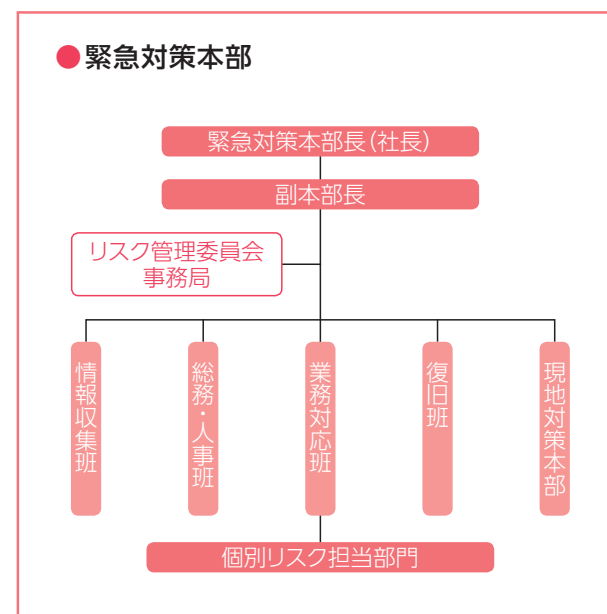 ●緊急対策本部
緊急対策本部長(社長)
副本部長
リスク管理委員会
事務局
情報収集班
総務・人事班
業務対応班
復旧班
現地対策本部
個別リスク担当部門